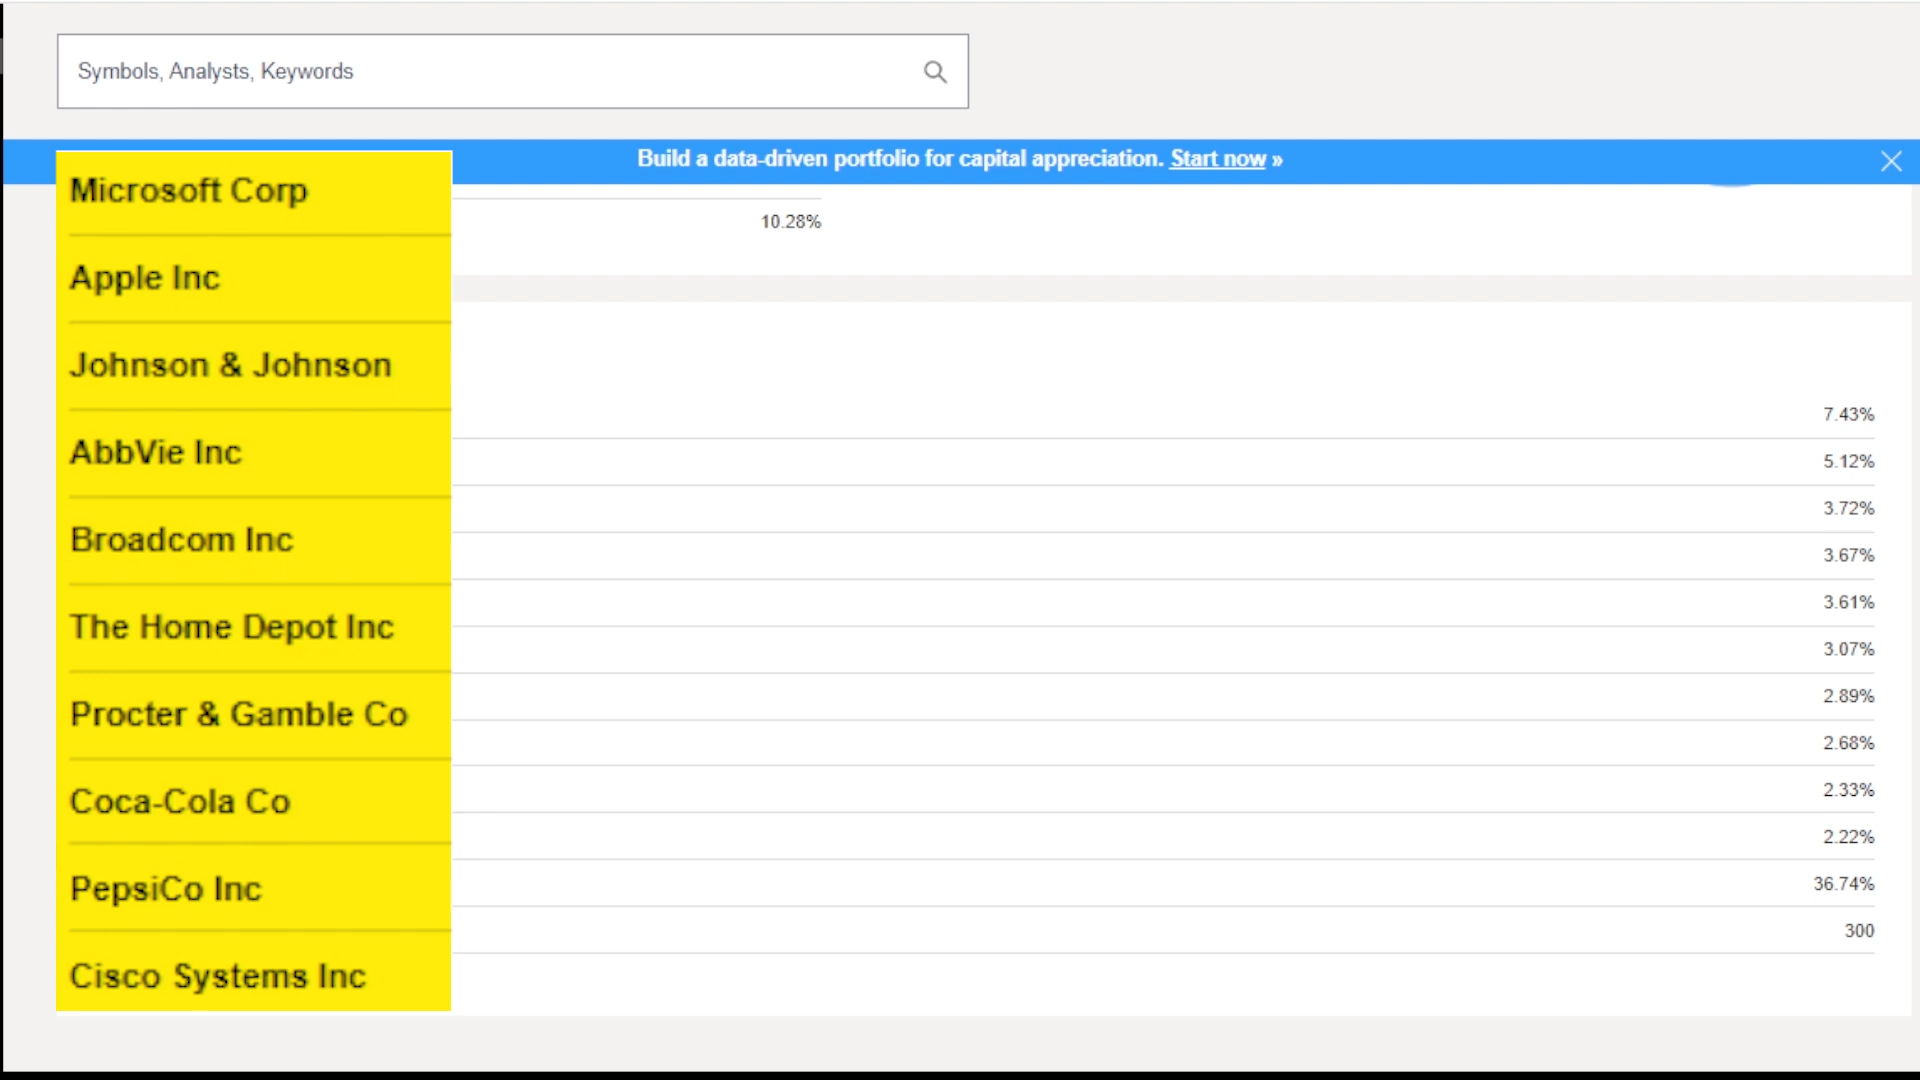 Symbols, Analysts, Keywords
Build a data-driven portfolio for capital appreciation. Start now »
Microsoft Corp
10.28%
Apple Inc
Johnson & Johnson
7.43%
AbbVie Inc
5.12%
3.72%
Broadcom Inc
3.67%
3.61%
The Home Depot Inc
3.07%
2.89%
Procter & Gamble Co
2.68%
2.33%
Coca-Cola Co
2.22%
36.74%
PepsiCo Inc
300
Cisco Systems Inc